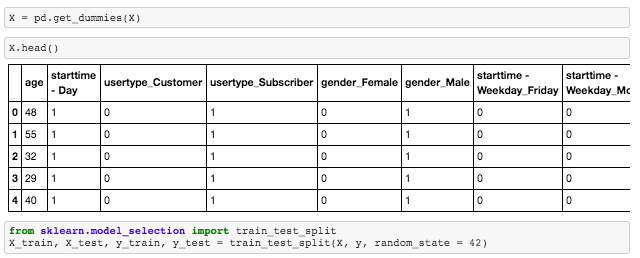 X = pd.get_dummies(X)
X.head()
age starttime - Day usertype_Customer usertype_Subscriber gender_Female gender_Male starttime - Weekday_Friday starttime - Weekday_Mo
0 48 1 0 1 0 1 0 0
1 55 1 0 1 0 1 0 0
2 32 1 0 1 0 1 0 0
3 29 1 0 1 0 1 0 0
4 40 1 0 1 0 1 0 0
from sklearn.model_selection import train_test_split
X_train, X_test, y_train, y_test = train_test_split(X, y, random_state = 42)